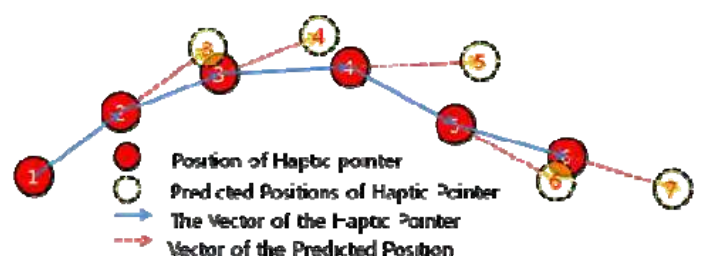 3 4
3 4 5
2
5
6
1 6 7
Position of Haptic pointer
Predicted Positions of Haptic Pointer
The Vector of the Haptic Pointer
Vector of the Predicted Position